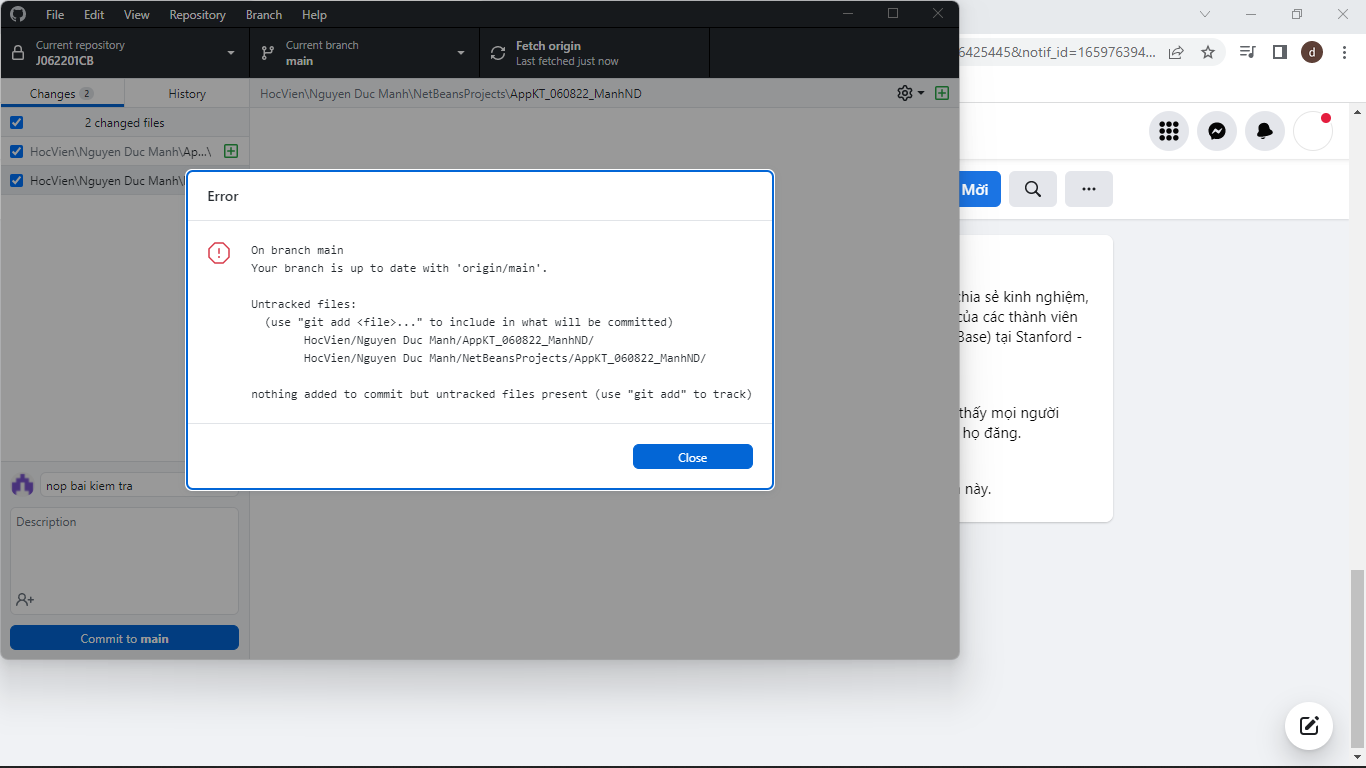 File Edit View Repository Branch Help
Current repository
J062201CB
Current branch
main
Fetch origin
Last fetched just now
Changes 2 History
HocVien\Nguyen Duc Manh\NetBeansProjects\AppKT_060822_ManhND
2 changed files
HocVien\Nguyen Duc Manh\Ap...\
HocVien\Nguyen Duc Manh\
Error
On branch main
Your branch is up to date with 'origin/main'.
Untracked files:
(use "git add <file>..." to include in what will be committed)
HocVien/Nguyen Duc Manh/AppKT_060822_ManhND/
HocVien/Nguyen Duc Manh/NetBeansProjects/AppKT_060822_ManhND/
nothing added to commit but untracked files present (use "git add" to track)
Close
nop bai kiem tra
Description
Commit to main
6425445&notif_id=165976394...
d
Mời
chia sẻ kinh nghiệm,
của các thành viên
Base) tại Stanford -
thấy mọi người
họ đăng.
này.